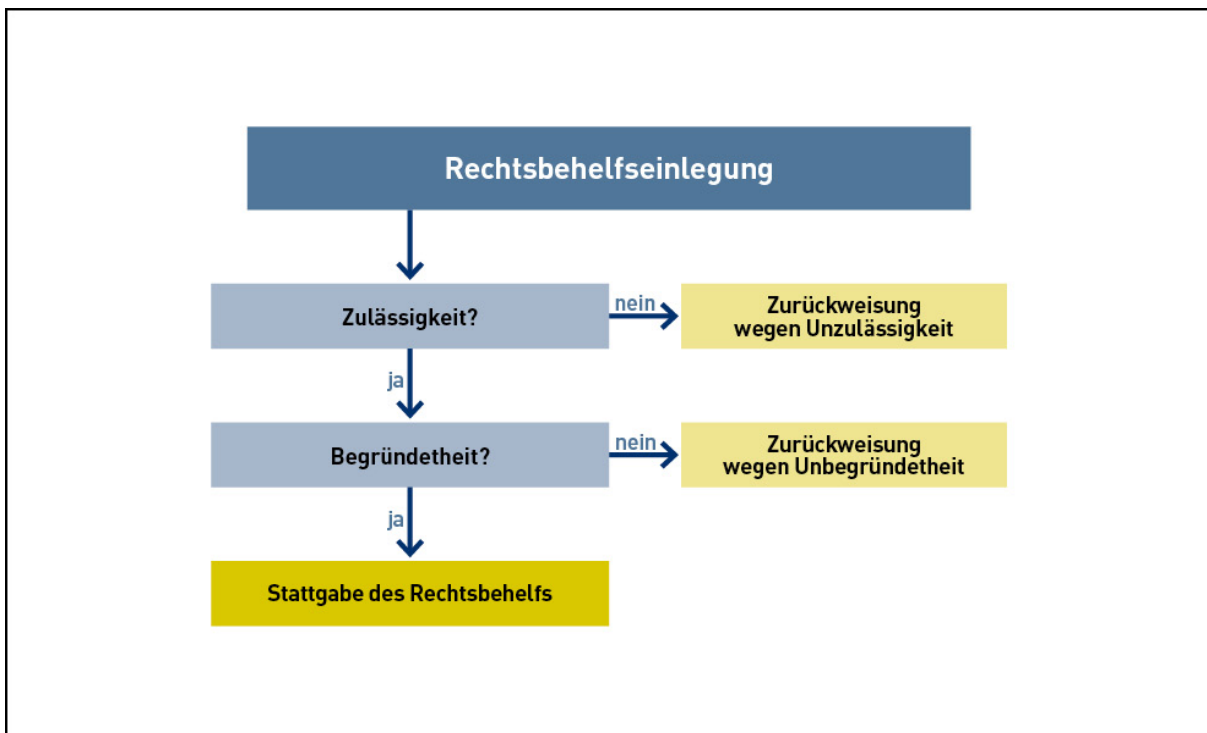 Rechtsbehelfseinlegung
Zulässigkeit?
nein
Zurückweisung
wegen Unzulässigkeit
ja
Begründetheit?
nein
Zurückweisung
wegen Unbegründetheit
ja
Stattgabe des Rechtsbehelfs